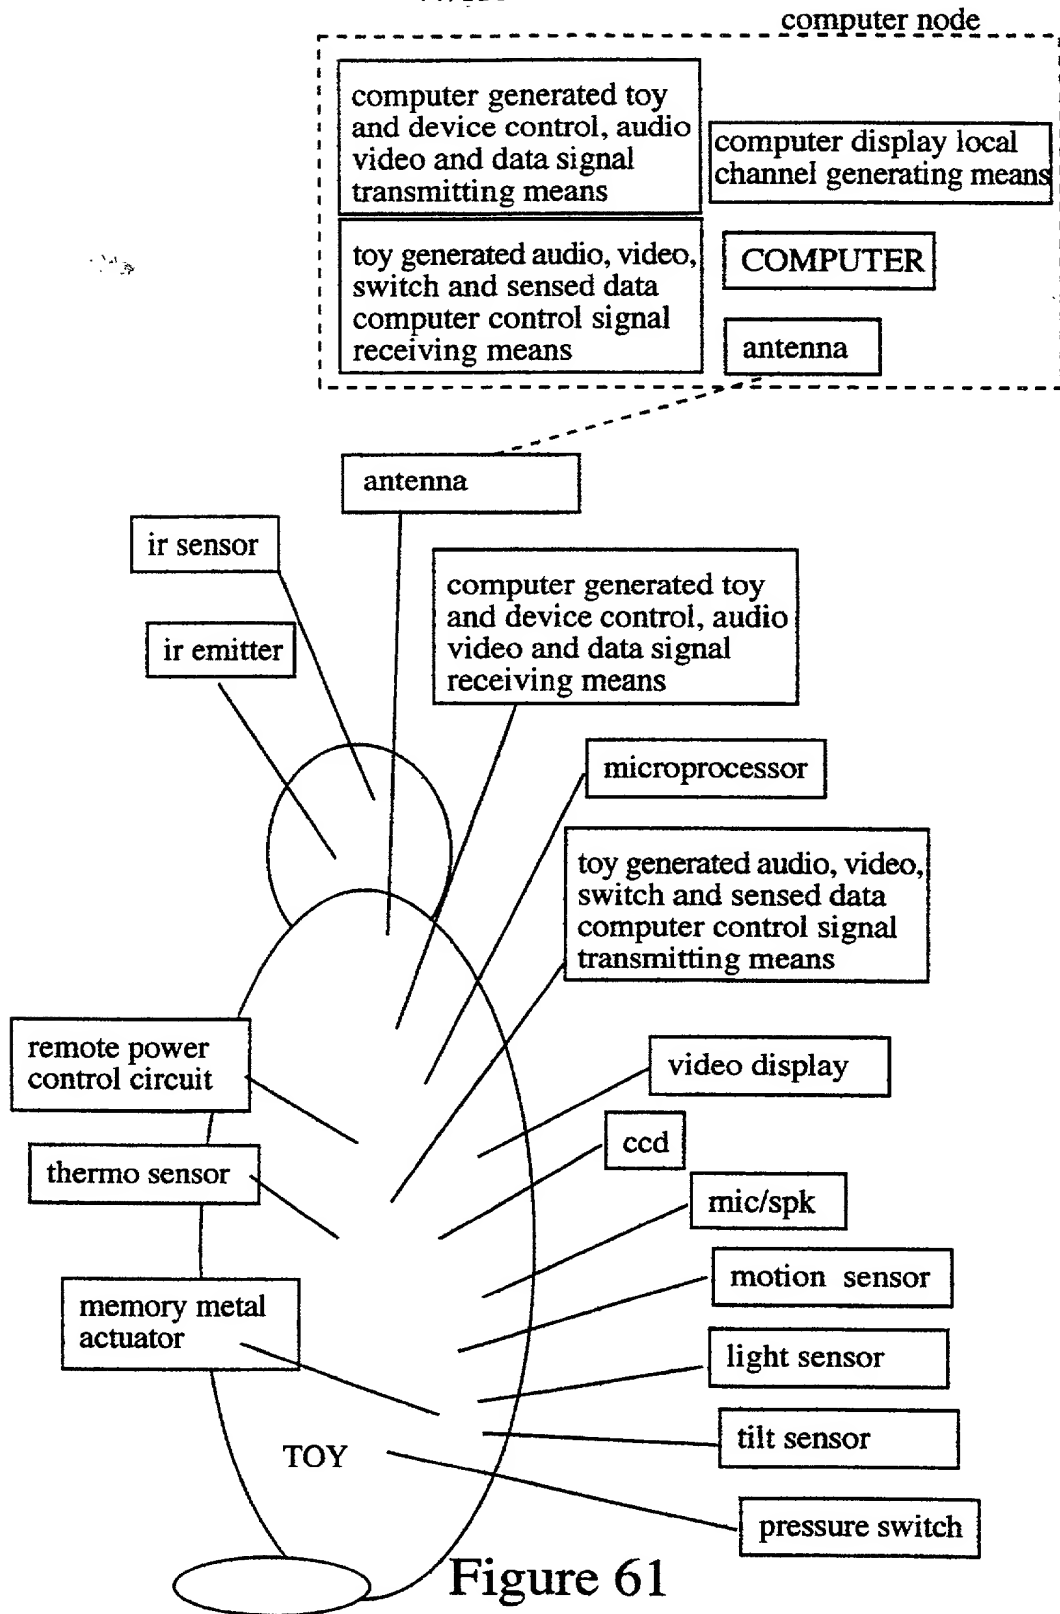 computer node
computer generated toy
and device control, audio
video and data signal
transmitting means
computer display local
channel generating means
toy generated audio, video,
switch and sensed data
computer control signal
receiving means
COMPUTER
antenna
antenna
ir sensor
computer generated toy
and device control, audio
video and data signal
receiving means
ir emitter
microprocessor
toy generated audio, video,
switch and sensed data
computer control signal
transmitting means
remote power
control circuit
video display
ccd
thermo sensor
mic/spk
motion sensor
memory metal
actuator
light sensor
tilt sensor
TOY
pressure switch
Figure 61